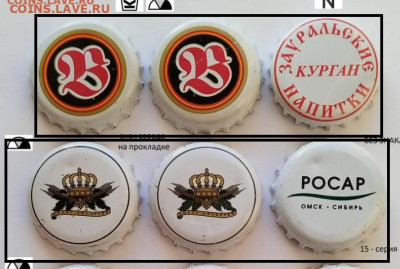 COINS.LAVE.RU
COINS.LAVE.RU
N
В
В
ЗАУРАЛЬСКИЕ
КУРГАН
НАПИТКИ
на прокладке
РОСАР
ОМСК · СИБИРЬ
15 - серия